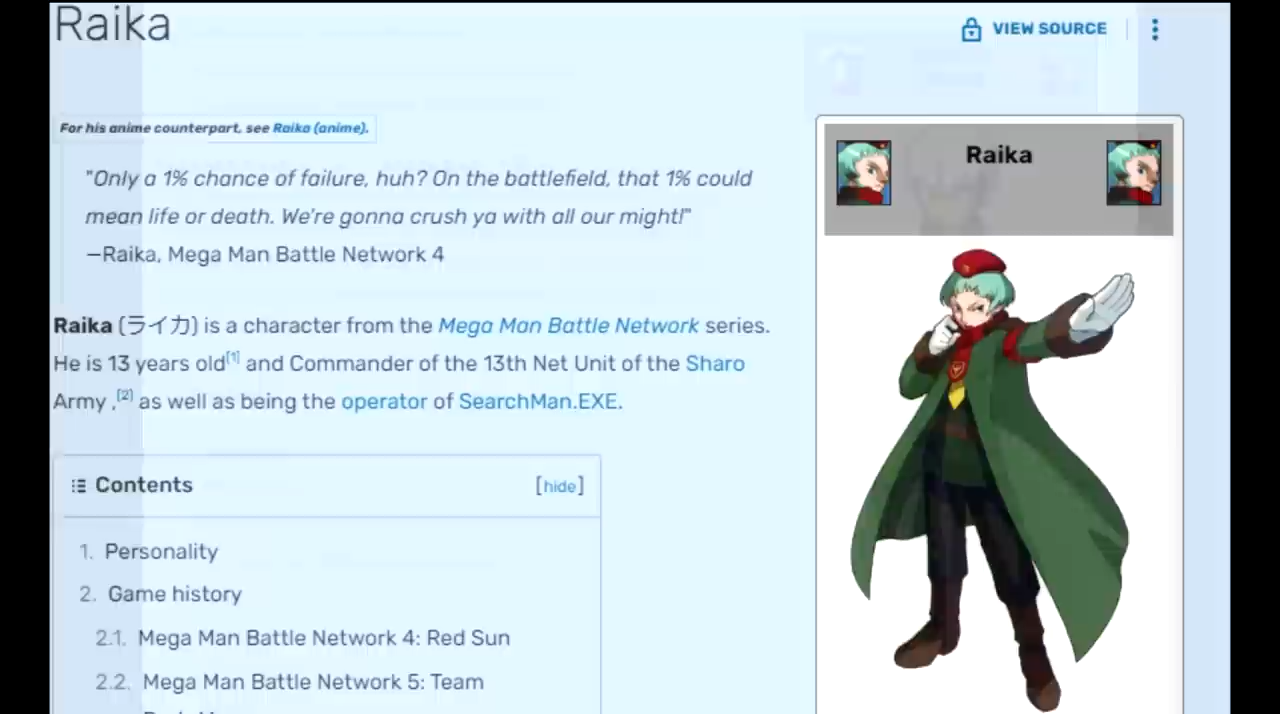 Raika
VIEW SOURCE
For his anime counterpart, see Raika (anime).
"Only a 1% chance of failure, huh? On the battlefield, that 1% could
mean life or death. We're gonna crush ya with all our might!"
—Raika, Mega Man Battle Network 4
Raika (ライカ) is a character from the Mega Man Battle Network series.
He is 13 years old[1] and Commander of the 13th Net Unit of the Sharo
Army ,[2] as well as being the operator of SearchMan.EXE.
Contents [hide]
1. Personality
2. Game history
2.1. Mega Man Battle Network 4: Red Sun
2.2. Mega Man Battle Network 5: Team
Raika